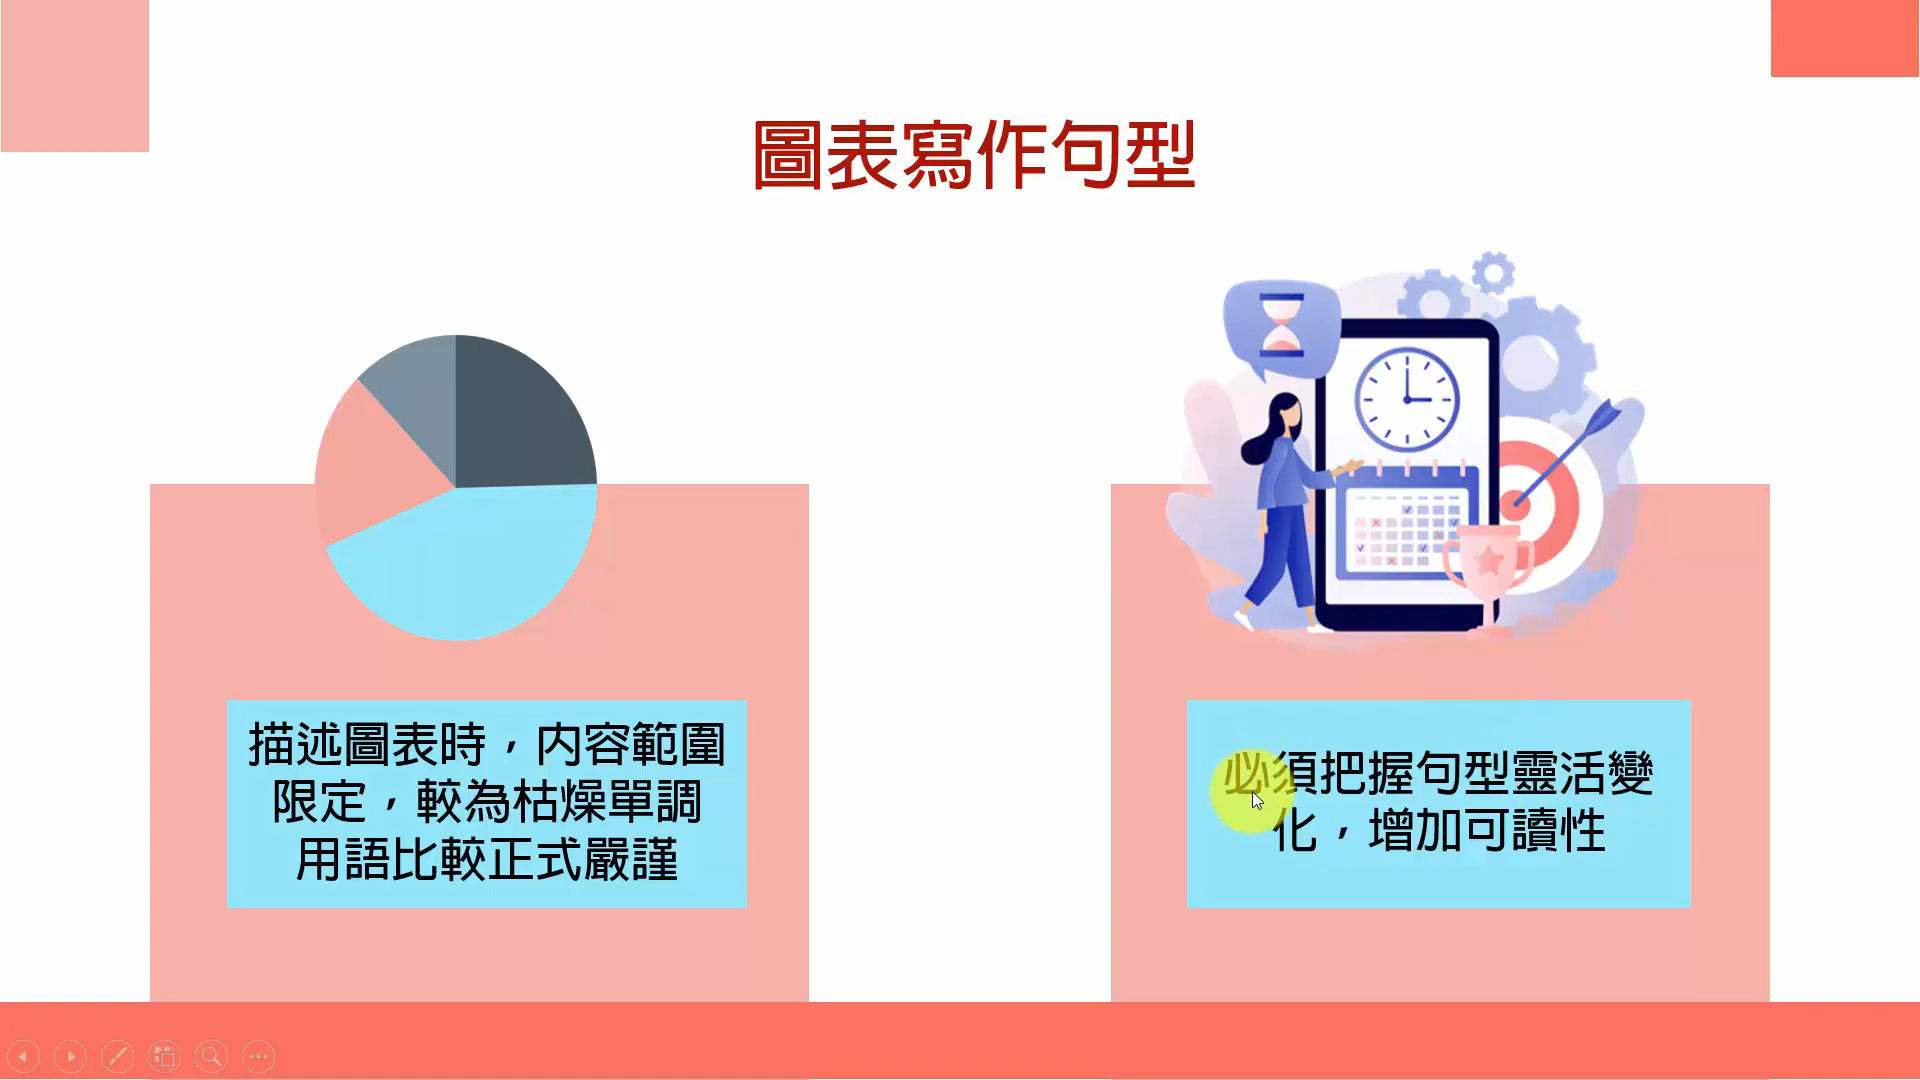 圖表寫作句型
描述圖表時，內容範圍
限定，較為枯燥單調
用語比較正式嚴謹
必須把握句型靈活變
化，增加可讀性